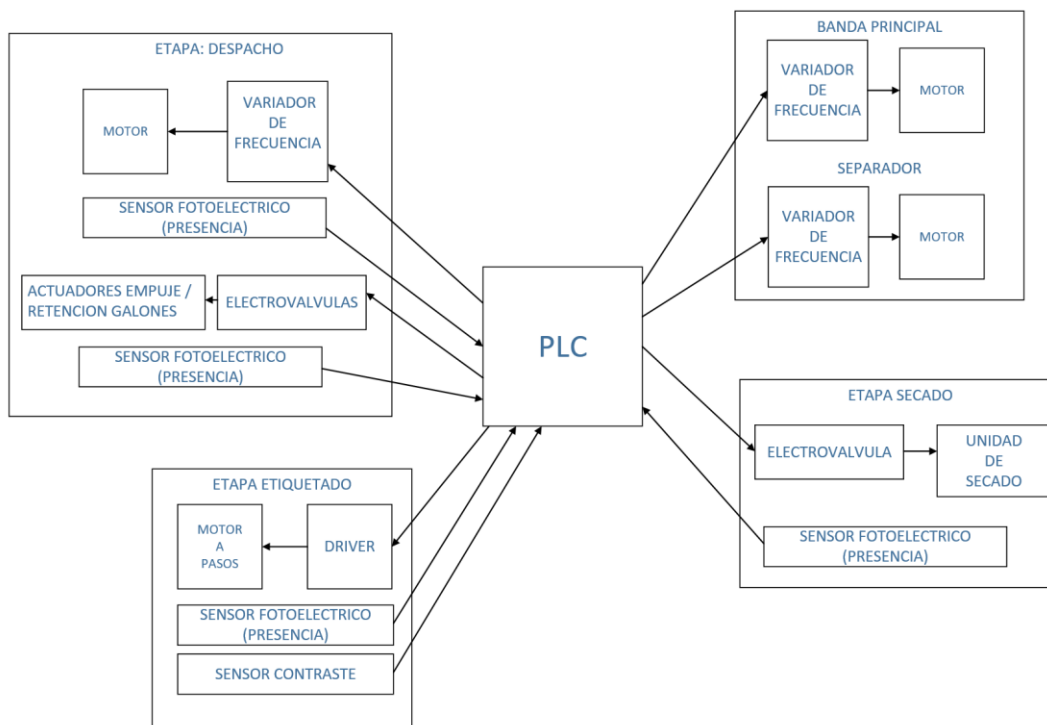 ETAPA: DESPACHO
MOTOR
VARIADOR
DE
FRECUENCIA
SENSOR FOTOELECTRICO
(PRESENCIA)
ACTUADORES EMPUJE /
RETENCION GALONES
ELECTROVALVULAS
SENSOR FOTOELECTRICO
(PRESENCIA)
PLC
BANDA PRINCIPAL
VARIADOR
DE
FRECUENCIA
MOTOR
SEPARADOR
VARIADOR
DE
FRECUENCIA
MOTOR
ETAPA SECADO
ELECTROVALVULA
UNIDAD
DE
SECADO
SENSOR FOTOELECTRICO
(PRESENCIA)
ETAPA ETIQUETADO
MOTOR
A
PASOS
DRIVER
SENSOR FOTOELECTRICO
(PRESENCIA)
SENSOR CONTRASTE